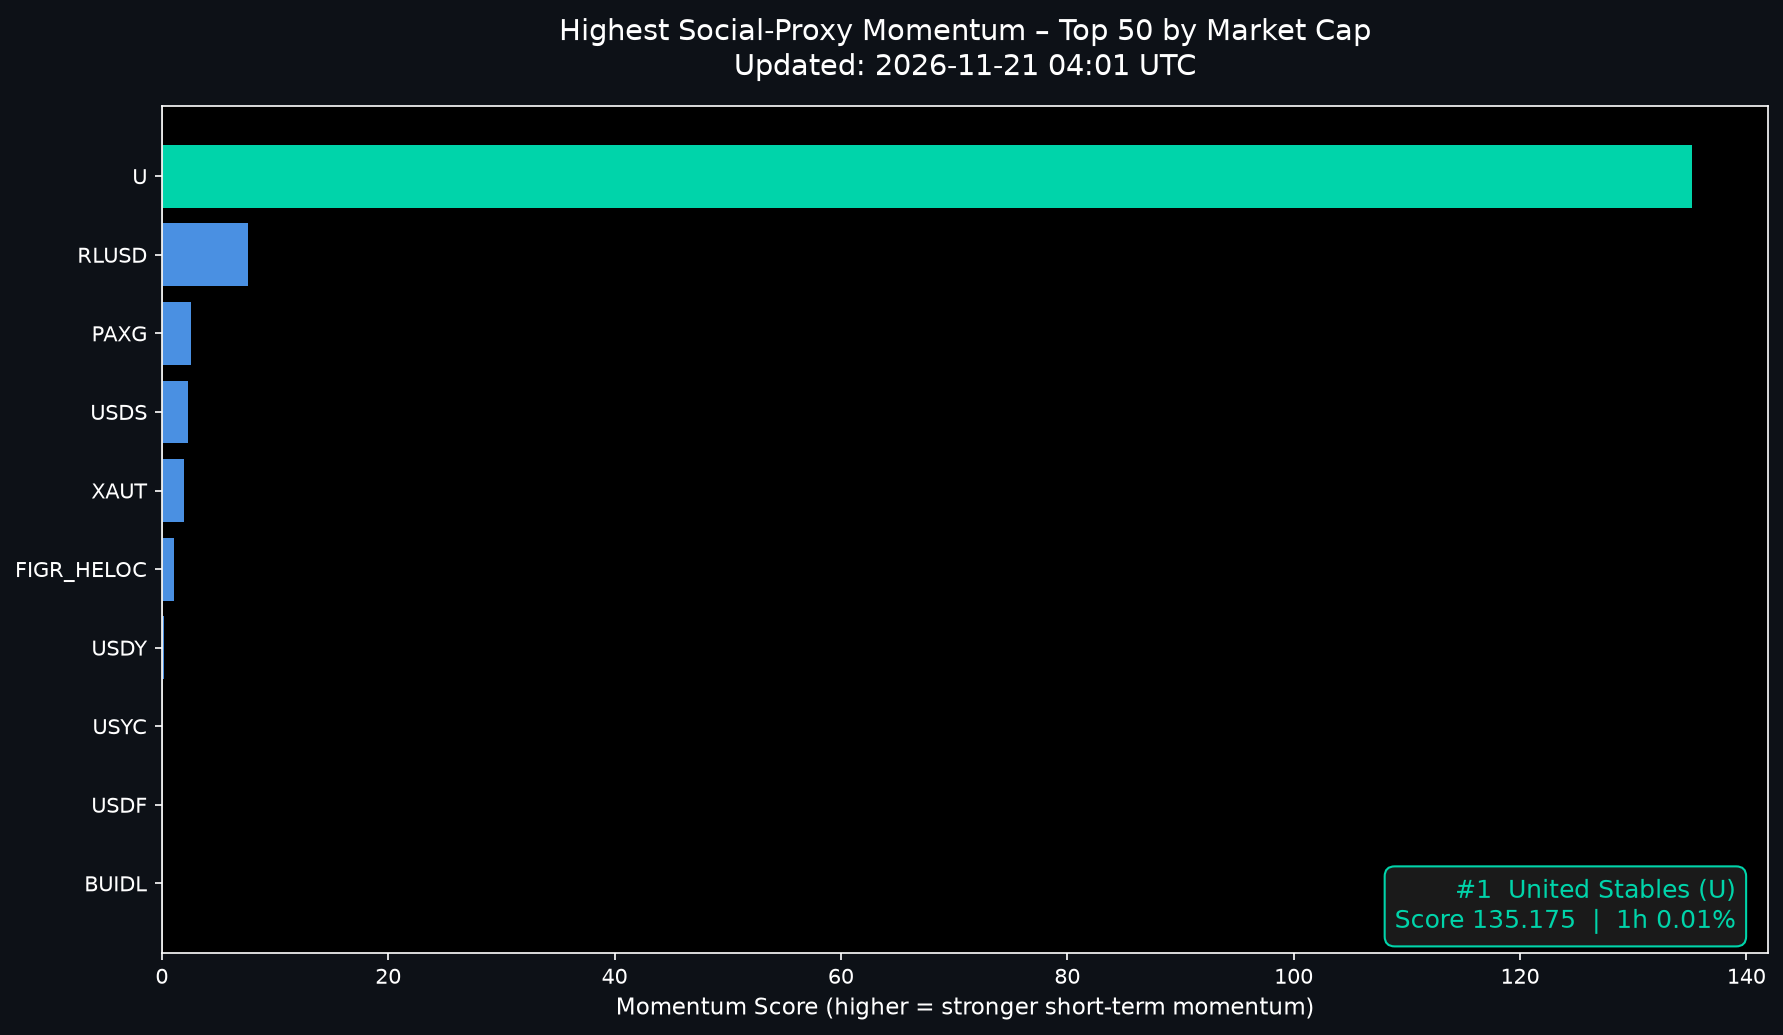 Highest Social-Proxy Momentum – Top 50 by Market Cap
Updated: 2026-11-21 04:01 UTC
U
RLUSD
PAXG
USDS
XAUT
FIGR_HELOC
USDY
USYC
USDF
BUIDL
#1 United Stables (U)
Score 135.175 | 1h 0.01%
0 20 40 60 80 100 120 140
Momentum Score (higher = stronger short-term momentum)